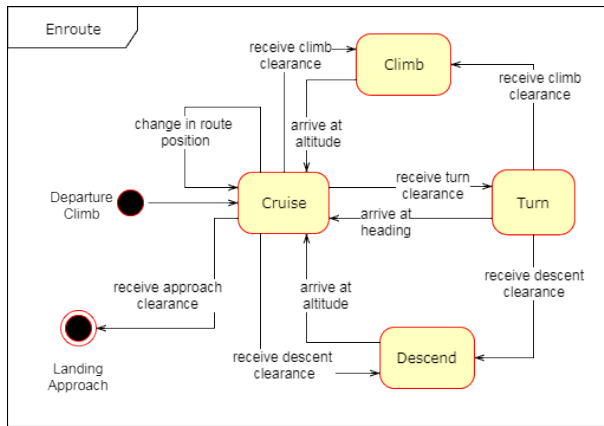 Enroute
receive climb
clearance
Climb
receive climb
clearance
change in route
position
arrive at
altitude
receive turn
clearance
Departure
Climb
Cruise
Turn
arrive at
heading
receive approach
clearance
arrive at
altitude
receive descent
clearance
Landing
Approach
receive descent
clearance
Descend